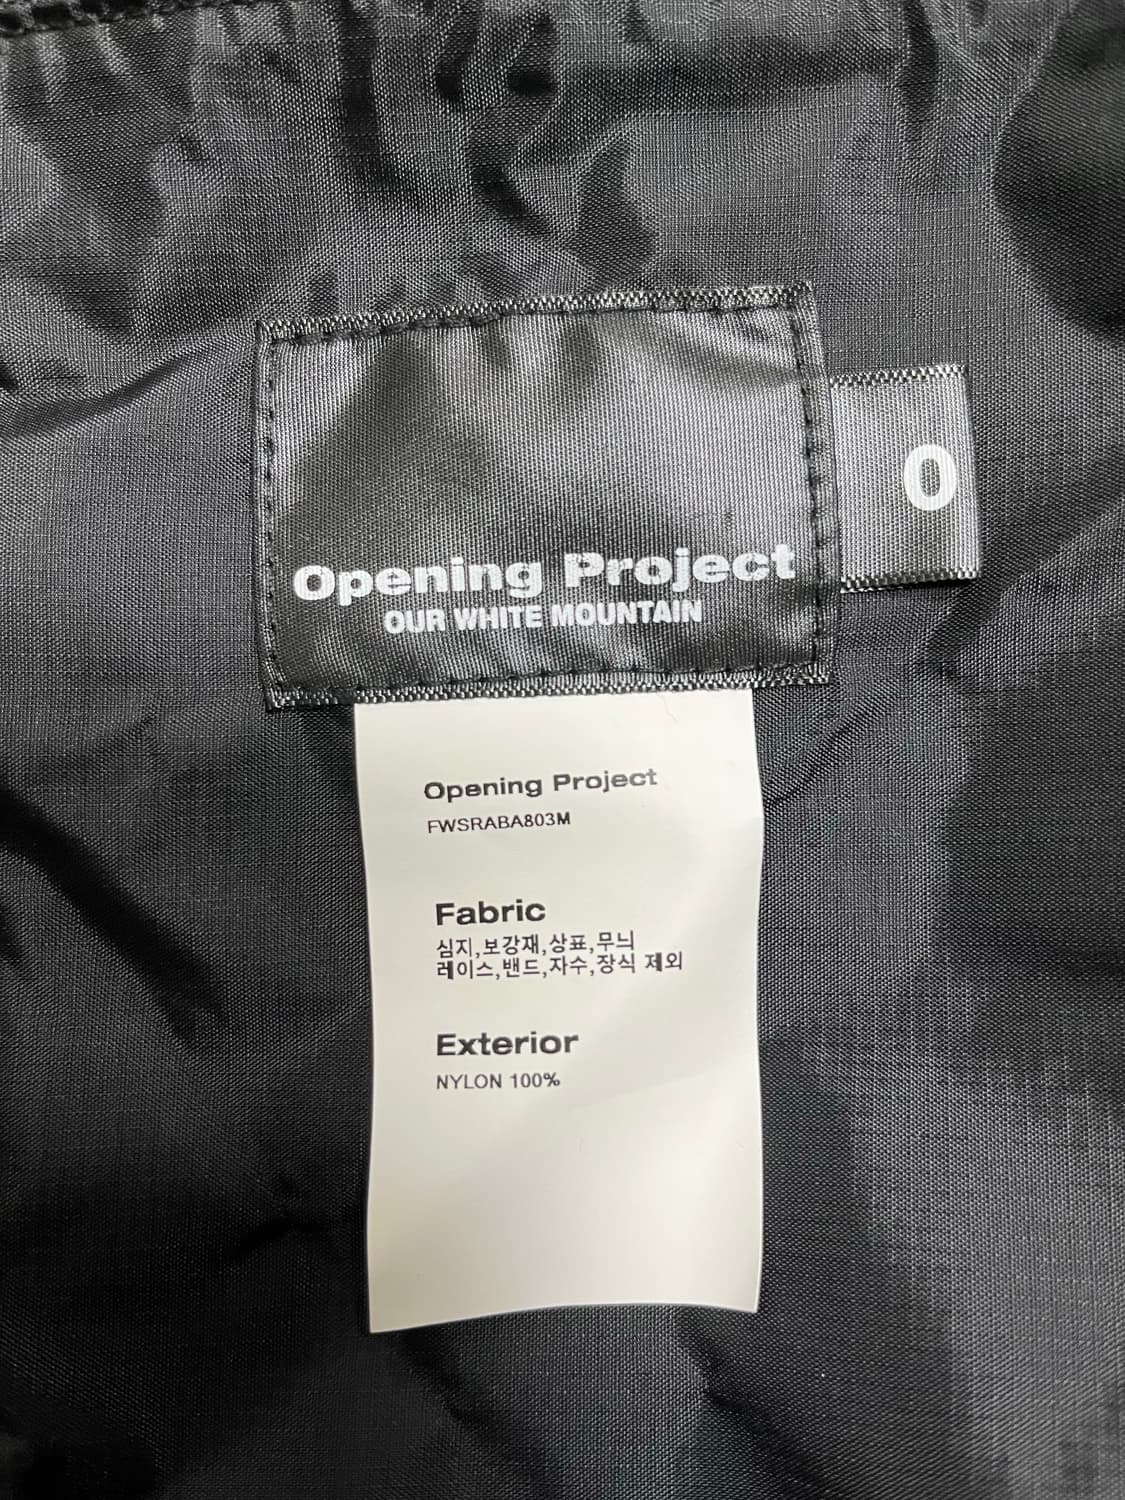 Opening Project
OUR WHITE MOUNTAIN
0
Opening Project
FWSRABA803M
Fabric
심지,보강재,상표,무늬
레이스,밴드,자수,장식 제외
Exterior
NYLON 100%